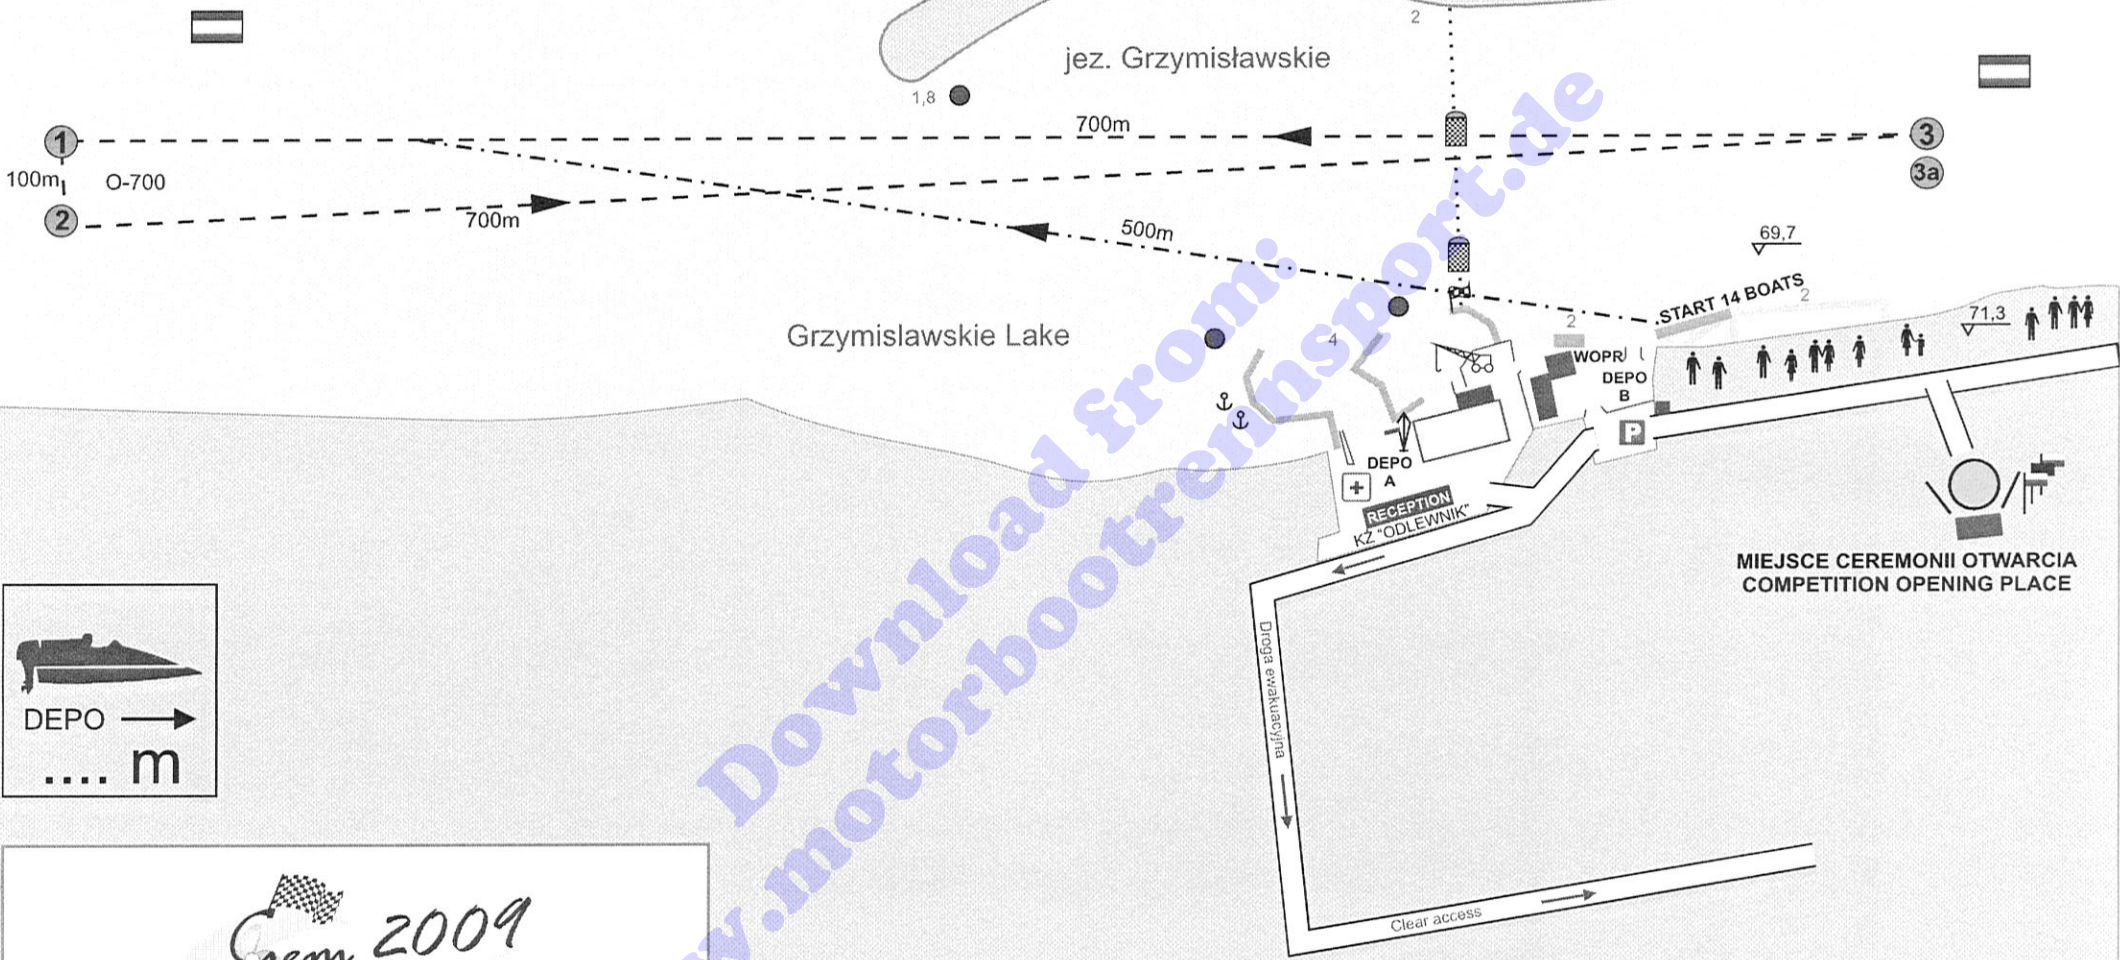 2
jez. Grzymisławskie
1,8
700m
1
3
100m
O-700
3a
2
700m
500m
69,7
START 14 BOATS
2
71,3
Grzymislawskie Lake
4
2
WOPR
DEPO
B
P
DEPO
A
RECEPTION
KŻ "ODLEWNIK"
MIEJSCE CEREMONII OTWARCIA
COMPETITION OPENING PLACE
Droga ewakuacyjna
Clear access
DEPO
.... m
2009
Download from:
w.motorbootrennsport.de